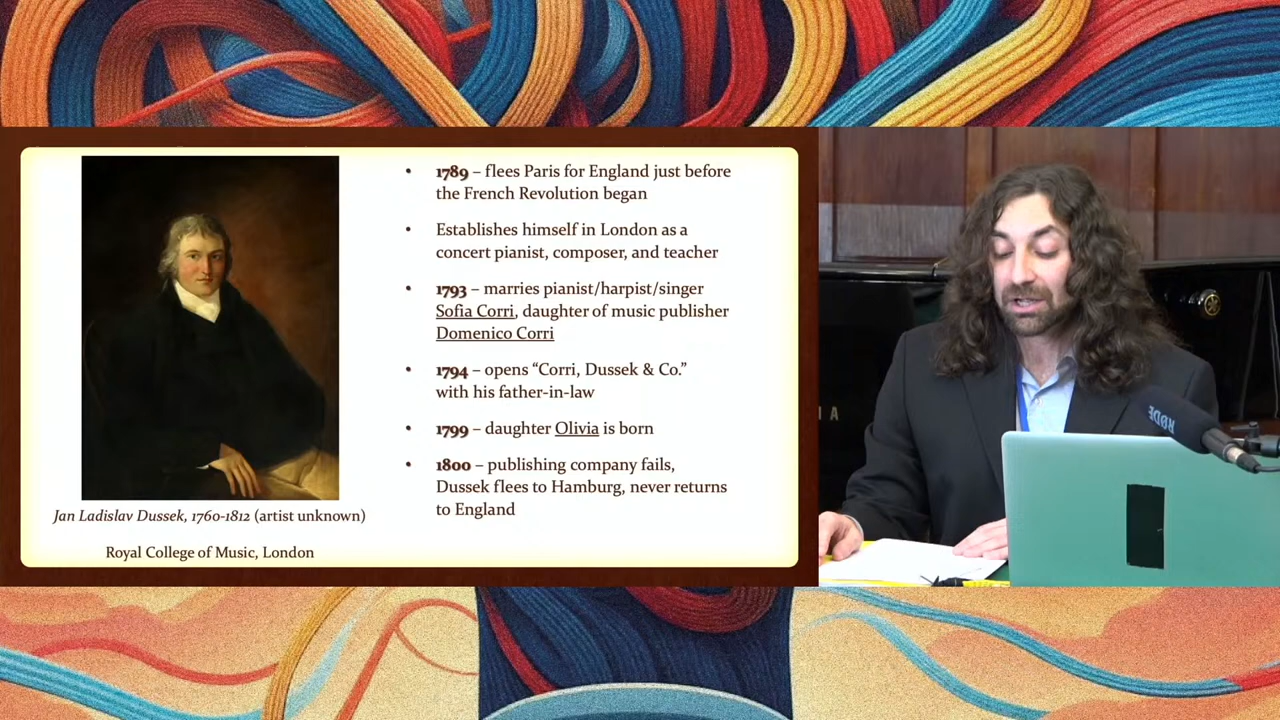 • 1789 – flees Paris for England just before
the French Revolution began
• Establishes himself in London as a
concert pianist, composer, and teacher
• 1793 – marries pianist/harpist/singer
Sofia Corri, daughter of music publisher
Domenico Corri
• 1794 – opens “Corri, Dussek & Co.”
with his father-in-law
• 1799 – daughter Olivia is born
• 1800 – publishing company fails,
Dussek flees to Hamburg, never returns
to England
Jan Ladislav Dussek, 1760-1812 (artist unknown)
Royal College of Music, London
I A
RØDE